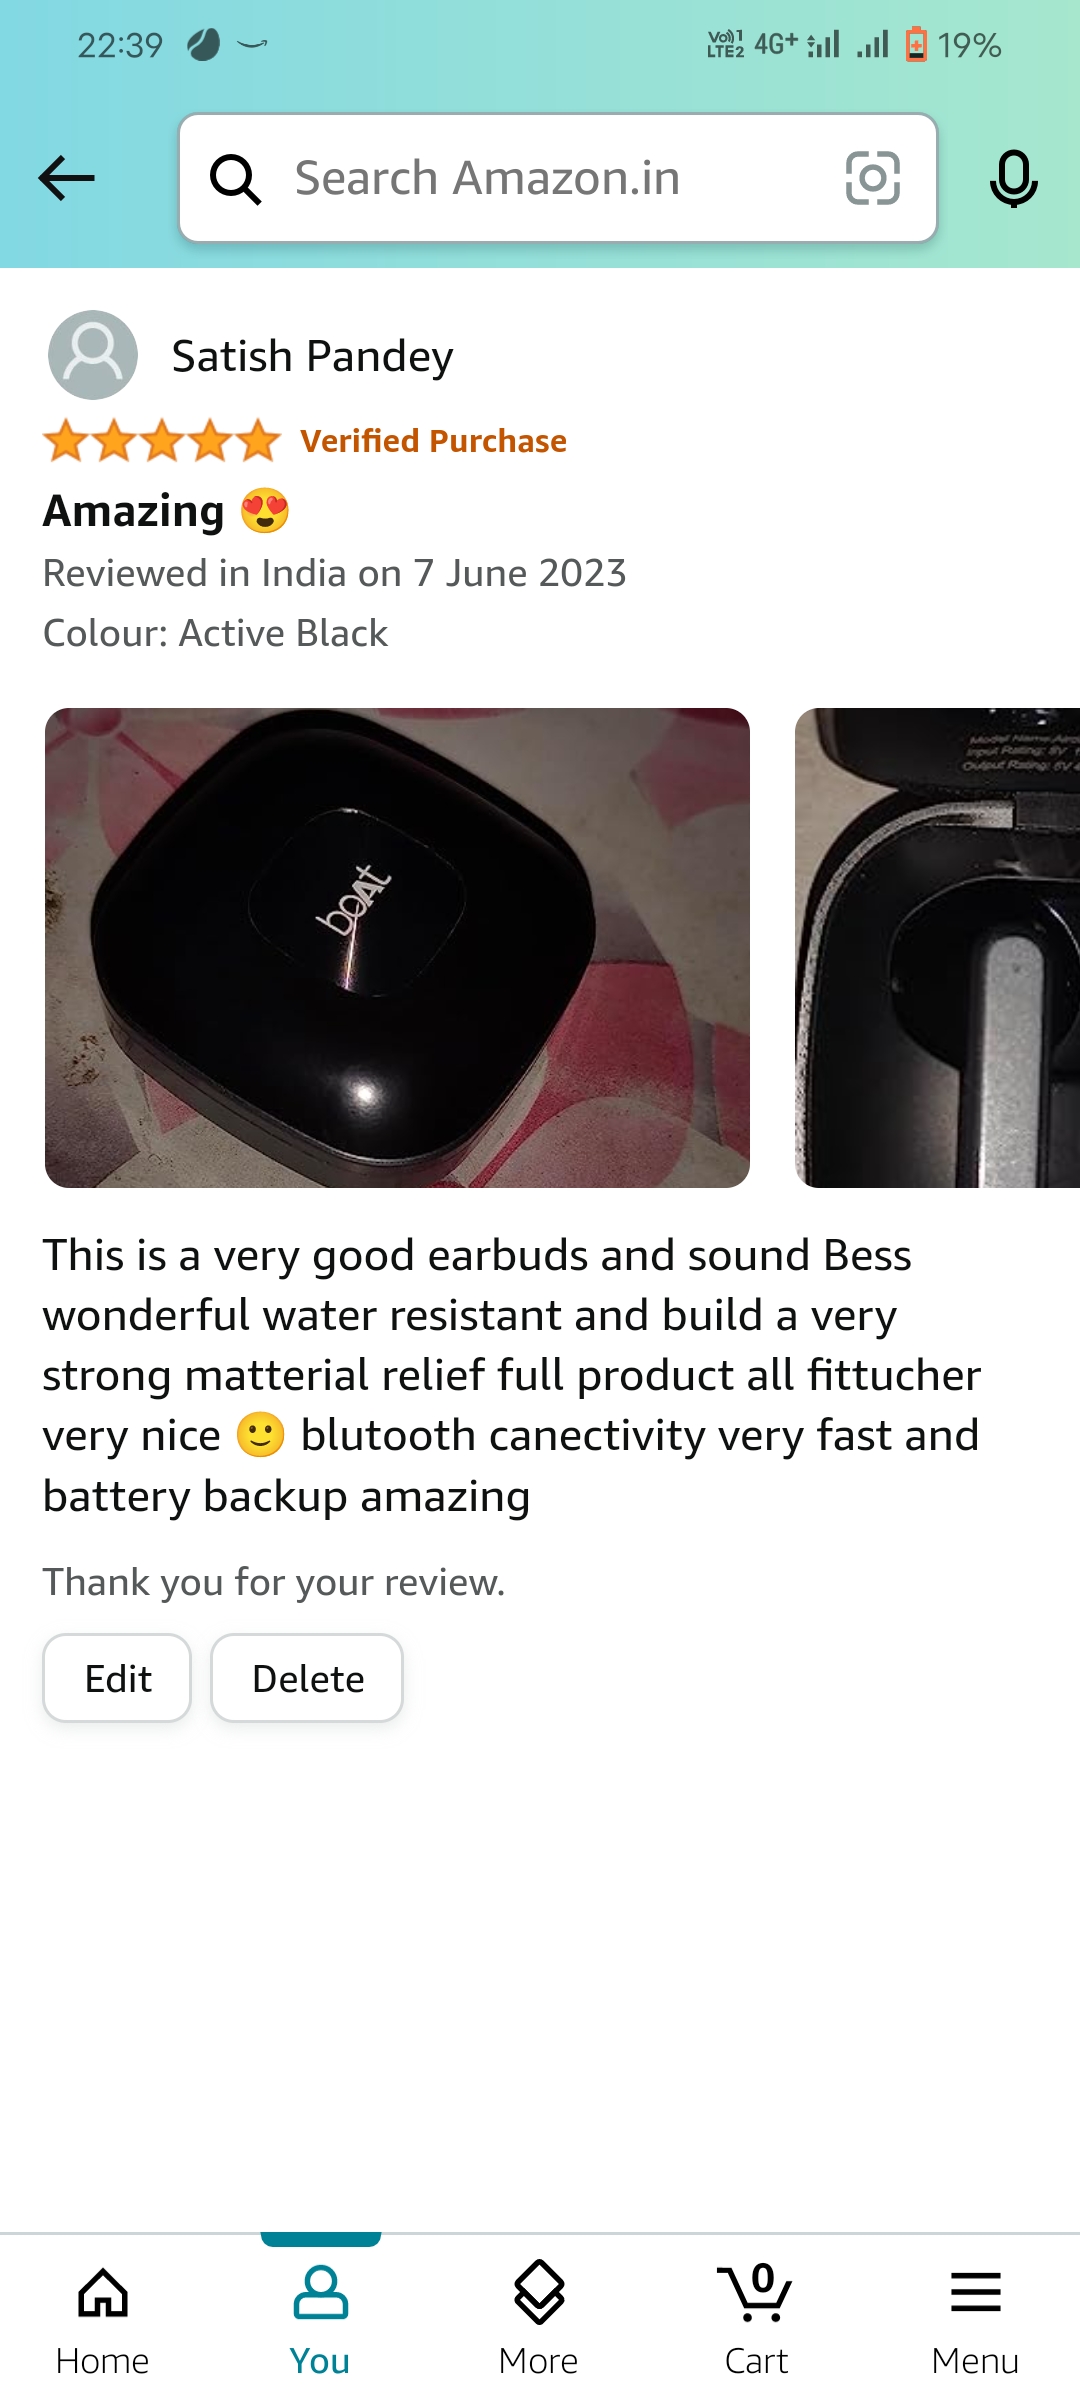 22:39 Vo)) 1 LTE2 4G+ 19%
Search Amazon.in
Satish Pandey
Verified Purchase
Amazing 😍
Reviewed in India on 7 June 2023
Colour: Active Black
boAt
Model Name:
Input Rating: 5V
Output Rating: 5V
This is a very good earbuds and sound Bess
wonderful water resistant and build a very
strong matterial relief full product all fittucher
very nice 🙂 blutooth canectivity very fast and
battery backup amazing
Thank you for your review.
Edit Delete
0
Home You More Cart Menu